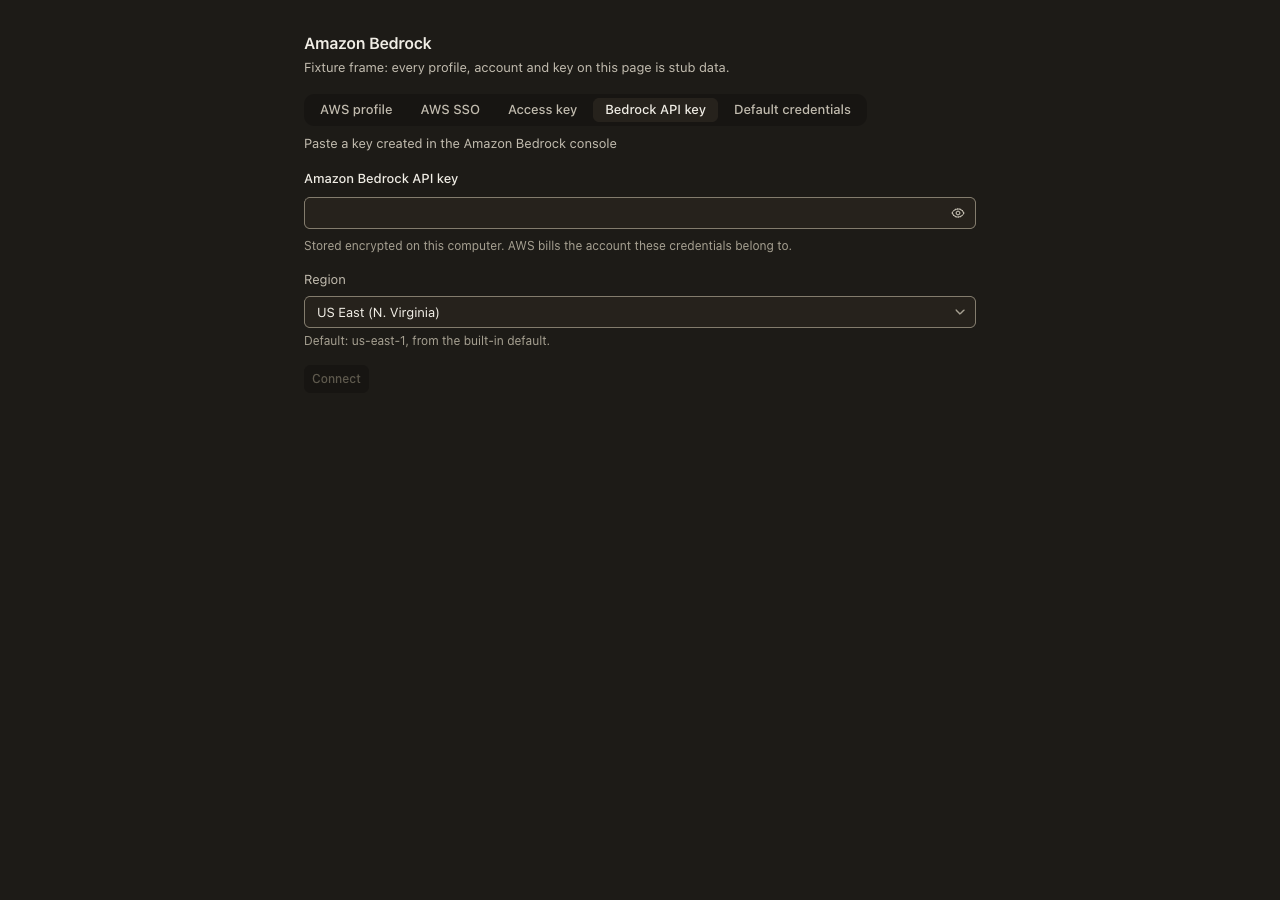 Amazon Bedrock
Fixture frame: every profile, account and key on this page is stub data.
AWS profile AWS SSO Access key Bedrock API key Default credentials
Paste a key created in the Amazon Bedrock console
Amazon Bedrock API key
Stored encrypted on this computer. AWS bills the account these credentials belong to.
Region
US East (N. Virginia)
Default: us-east-1, from the built-in default.
Connect